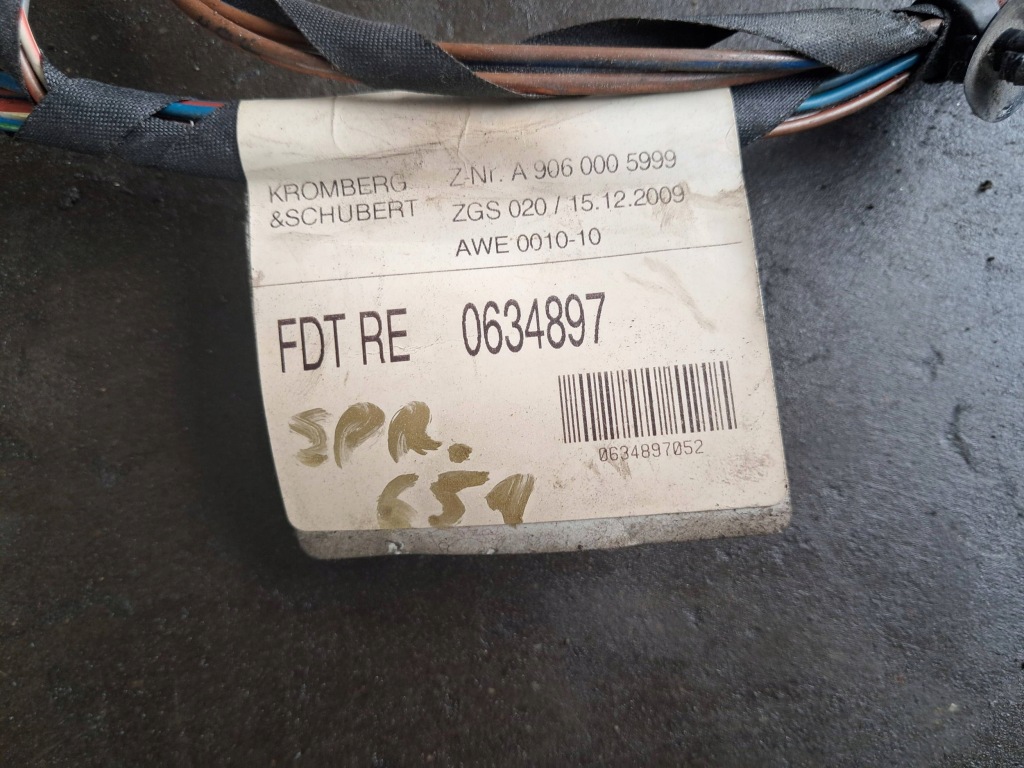 KROMBERG
&SCHUBERT
Z-Nr. A 906 000 5999
ZGS 020 / 15.12.2009
AWE 0010-10
FDT RE 0634897
0634897052
SPR.
651